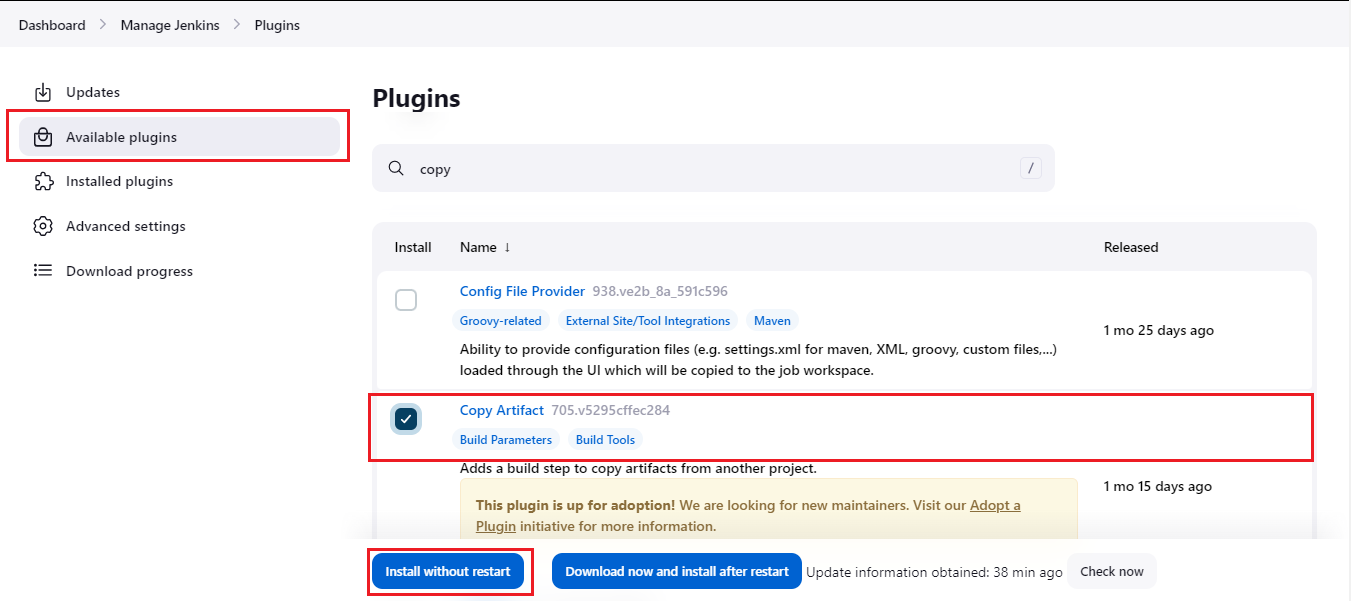 Dashboard > Manage Jenkins > Plugins
Updates
Available plugins
Installed plugins
Advanced settings
Download progress
Plugins
copy /
Install Name ↓ Released
Config File Provider 938.ve2b_8a_591c596
Groovy-related External Site/Tool Integrations Maven
1 mo 25 days ago
Ability to provide configuration files (e.g. settings.xml for maven, XML, groovy, custom files,...)
loaded through the UI which will be copied to the job workspace.
Copy Artifact 705.v5295cffec284
Build Parameters Build Tools
Adds a build step to copy artifacts from another project.
1 mo 15 days ago
This plugin is up for adoption! We are looking for new maintainers. Visit our Adopt a
Plugin initiative for more information.
Install without restart Download now and install after restart Update information obtained: 38 min ago Check now